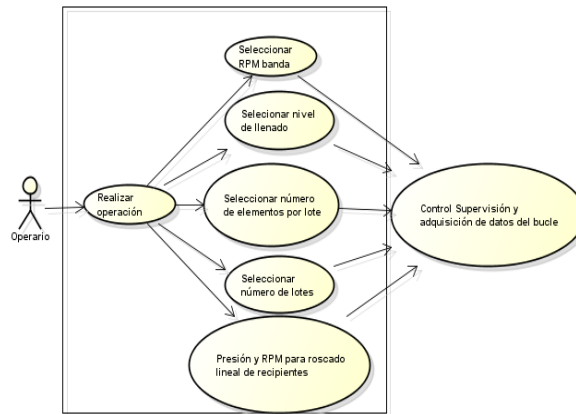 Seleccionar
RPM banda
Selecionar nivel
de llenado
Realizar
operación
Seleccionar número
de elementos por lote
Control Supervisión y
adquisición de datos del bucle
Operario
Seleccionar
número de lotes
Presión y RPM para roscado
lineal de recipientes